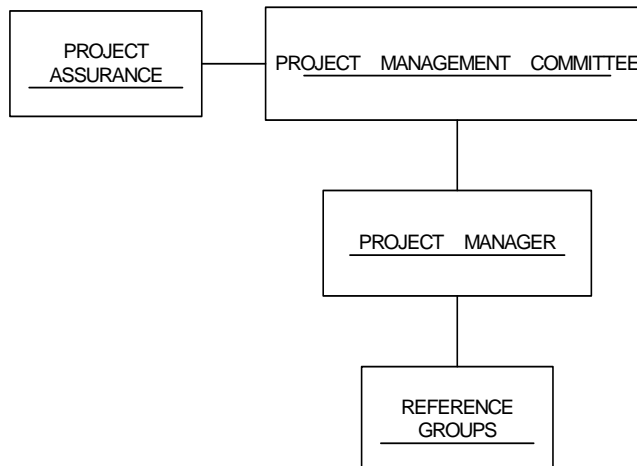 PROJECT
ASSURANCE
PROJECT MANAGEMENT COMMITTEE
PROJECT MANAGER
REFERENCE
GROUPS